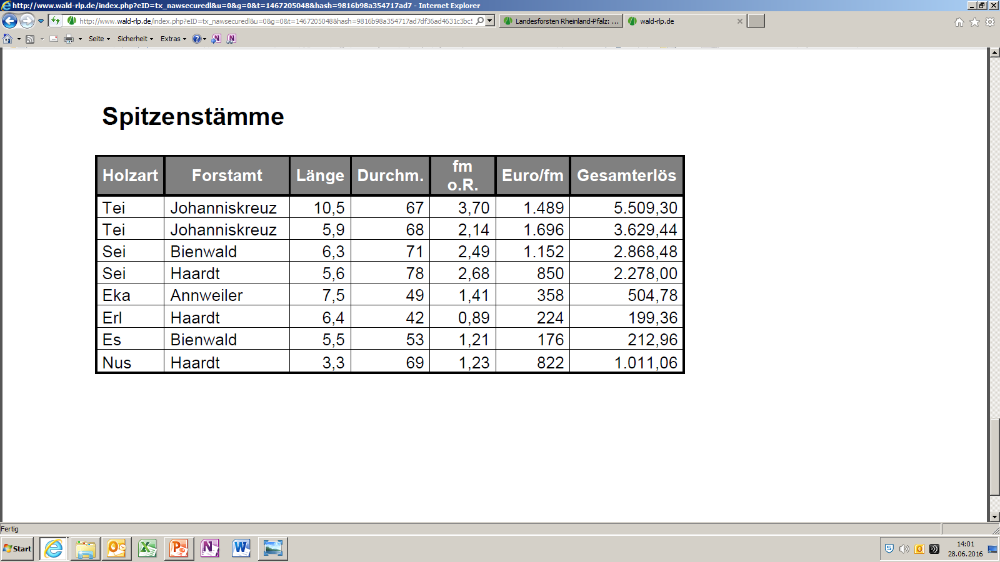 http://www.wald-rlp.de/index.php?eID=tx_nawsecuredl&u=0&g=0&t=1467205048&hash=9816b98a354717ad7 - Internet Explorer
http://www.wald-rlp.de/index.php?eID=tx_nawsecuredl&u=0&g=0&t=1467205048&hash=9816b98a354717ad7df36ad4631c3bc5
Landesforsten Rheinland-Pfalz: ...
wald-rlp.de
Seite Sicherheit Extras
Spitzenstämme
Holzart Forstamt Länge Durchm. fm o.R. Euro/fm Gesamterlös
Tei Johanniskreuz 10,5 67 3,70 1.489 5.509,30
Tei Johanniskreuz 5,9 68 2,14 1.696 3.629,44
Sei Bienwald 6,3 71 2,49 1.152 2.868,48
Sei Haardt 5,6 78 2,68 850 2.278,00
Eka Annweiler 7,5 49 1,41 358 504,78
Erl Haardt 6,4 42 0,89 224 199,36
Es Bienwald 5,5 53 1,21 176 212,96
Nus Haardt 3,3 69 1,23 822 1.011,06
Fertig
Start
14:01
28.06.2016